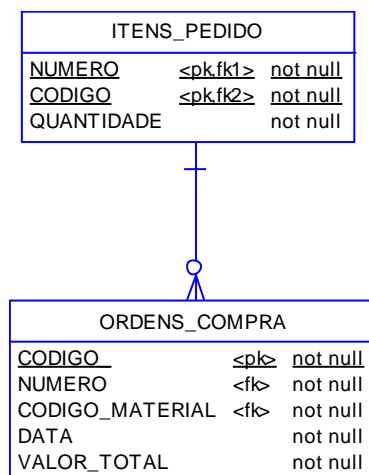 ITENS_PEDIDO
NUMERO <pk,fk1> not null
CODIGO <pk,fk2> not null
QUANTIDADE not null
ORDENS_COMPRA
CODIGO_ <pk> not null
NUMERO <fk> not null
CODIGO_MATERIAL <fk> not null
DATA not null
VALOR_TOTAL not null